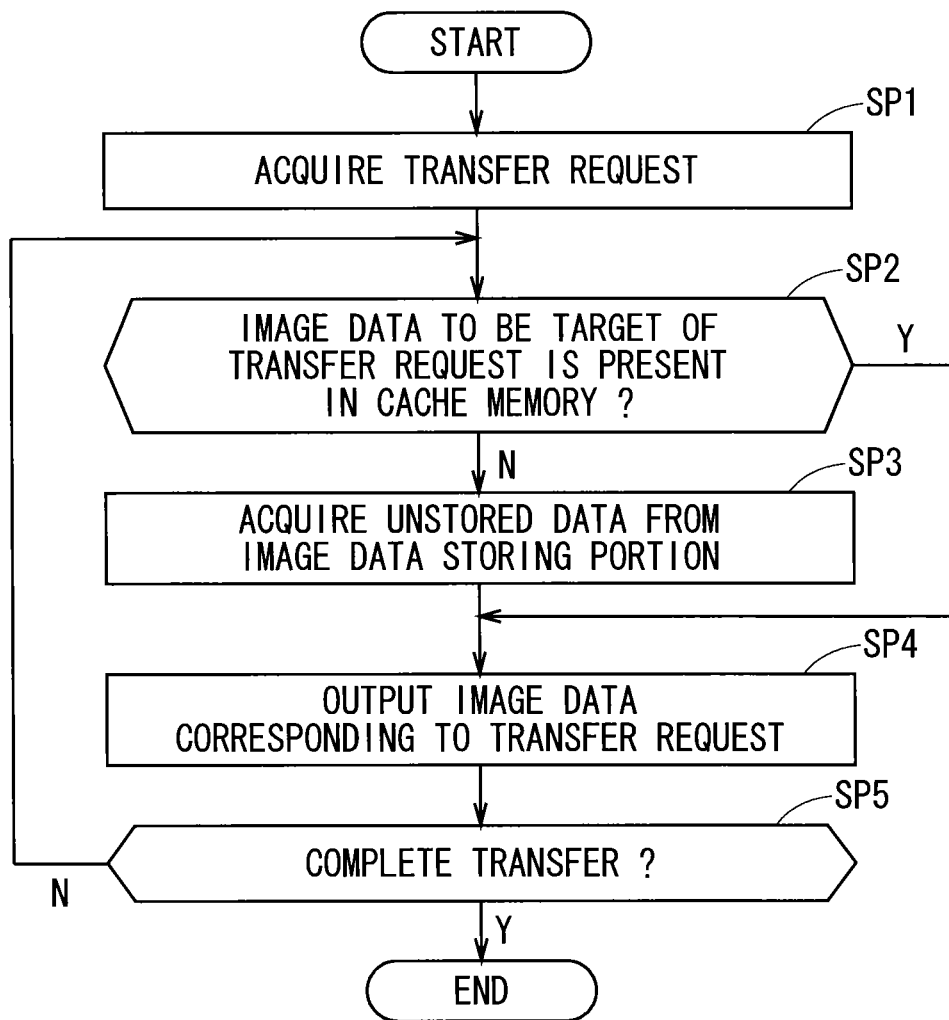 START
SP1
ACQUIRE TRANSFER REQUEST
SP2
IMAGE DATA TO BE TARGET OF
TRANSFER REQUEST IS PRESENT
IN CACHE MEMORY ?
Y
N
SP3
ACQUIRE UNSTORED DATA FROM
IMAGE DATA STORING PORTION
SP4
OUTPUT IMAGE DATA
CORRESPONDING TO TRANSFER REQUEST
SP5
COMPLETE TRANSFER ?
N
Y
END